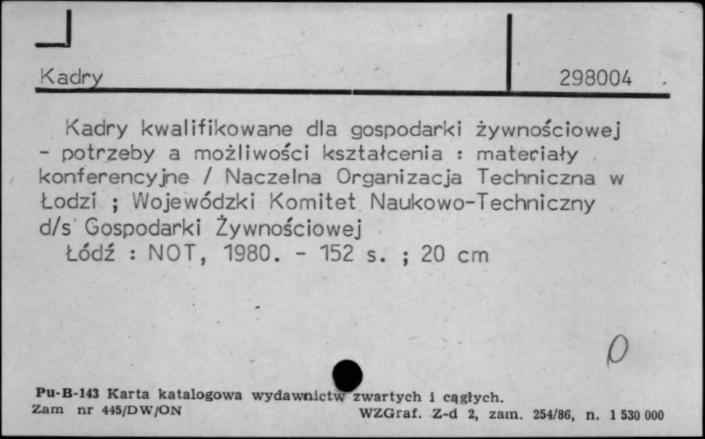 Kadry 298004
Kadry kwalifikowane dla gospodarki żywnościowej
- potrzeby a możliwości kształcenia : materiały
konferencyjne / Naczelna Organizacja Techniczna w
Łodzi ; Wojewódzki Komitet Naukowo-Techniczny
d/s Gospodarki Żywnościowej
Łódź : NOT, 1980. - 152 s. ; 20 cm
Pu-B-143 Karta katalogowa wydawnictw zwartych i ciągłych.
Zam nr 445/DW/ON WZGraf. Z-d 2, zam. 254/86, n. 1 530 000